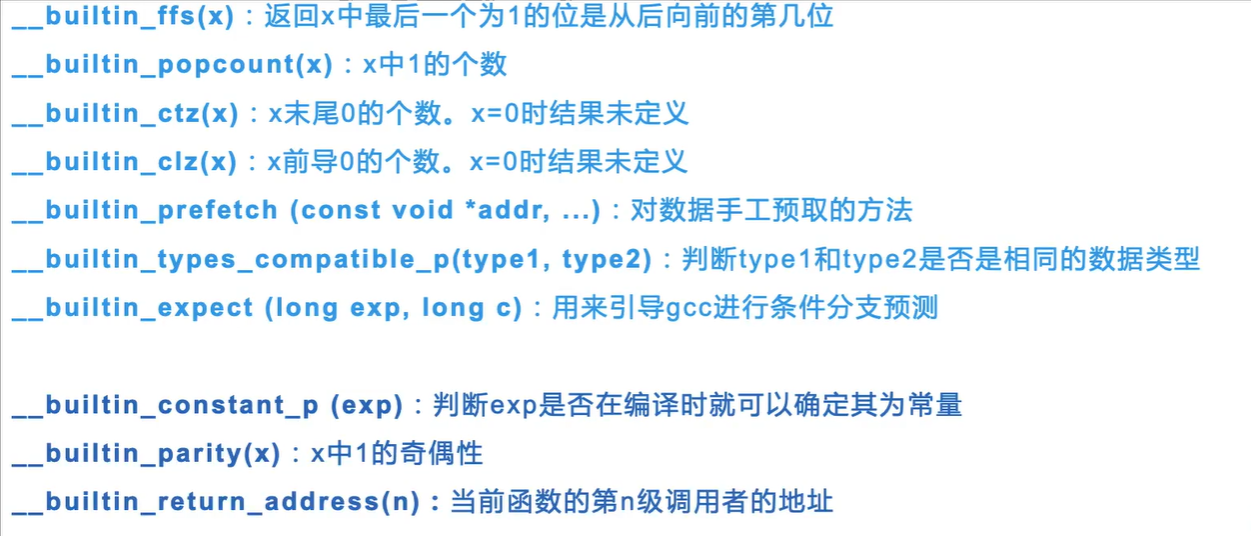 __builtin_ffs(x)：返回x中最后一个为1的位是从后向前的第几位
__builtin_popcount(x)：x中1的个数
__builtin_ctz(x)：x末尾0的个数。x=0时结果未定义
__builtin_clz(x)：x前导0的个数。x=0时结果未定义
__builtin_prefetch (const void *addr, ...)：对数据手工预取的方法
__builtin_types_compatible_p(type1, type2)：判断type1和type2是否是相同的数据类型
__builtin_expect (long exp, long c)：用来引导gcc进行条件分支预测
__builtin_constant_p (exp)：判断exp是否在编译时就可以确定其为常量
__builtin_parity(x)：x中1的奇偶性
__builtin_return_address(n)：当前函数的第n级调用者的地址